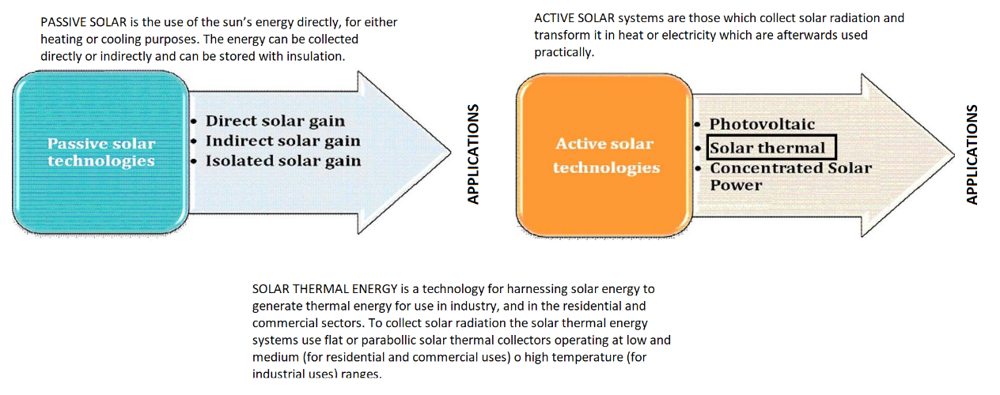 PASSIVE SOLAR is the use of the sun’s energy directly, for either
heating or cooling purposes. The energy can be collected
directly or indirectly and can be stored with insulation.
Passive solar
technologies
• Direct solar gain
• Indirect solar gain
• Isolated solar gain
APPLICATIONS
ACTIVE SOLAR systems are those which collect solar radiation and
transform it in heat or electricity which are afterwards used
practically.
Active solar
technologies
• Photovoltaic
• Solar thermal
• Concentrated Solar
Power
APPLICATIONS
SOLAR THERMAL ENERGY is a technology for harnessing solar energy to
generate thermal energy for use in industry, and in the residential and
commercial sectors. To collect solar radiation the solar thermal energy
systems use flat or parabollic solar thermal collectors operating at low and
medium (for residential and commercial uses) o high temperature (for
industrial uses) ranges.